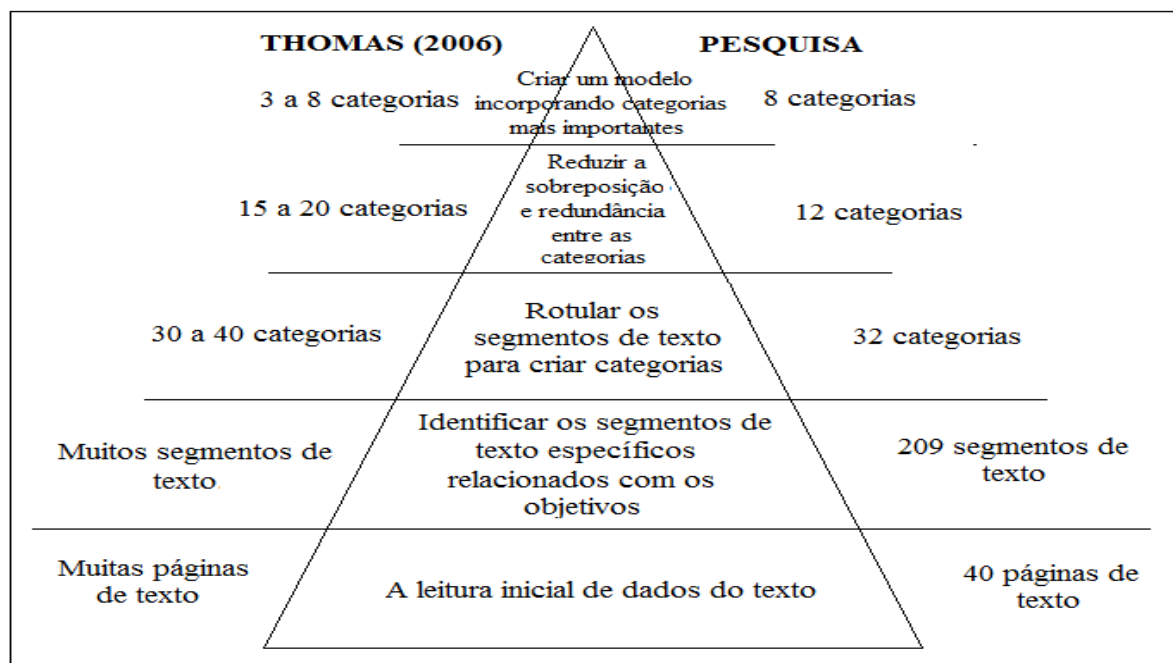 THOMAS (2006)
PESQUISA
3 a 8 categorias
Criar um modelo
incorporando categorias
mais importantes
8 categorias
15 a 20 categorias
Reduzir a
sobreposição
e redundância
entre as
categorias
12 categorias
30 a 40 categorias
Rotular os
segmentos de texto
para criar categorias
32 categorias
Muitos segmentos de
texto
Identificar os segmentos de
texto específicos
relacionados com os
objetivos
209 segmentos de
texto
Muitas páginas
de texto
A leitura inicial de dados do texto
40 páginas de
texto